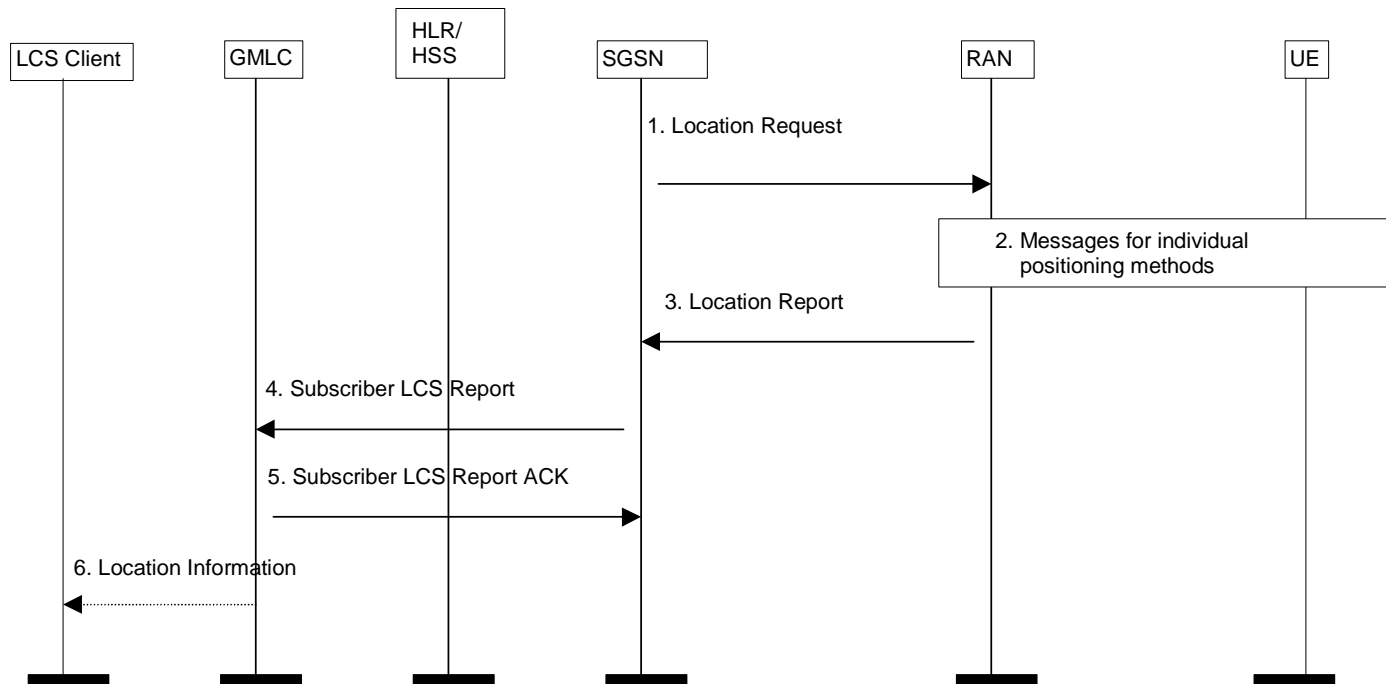 LCS Client
GMLC
HLR/
HSS
SGSN
RAN
UE
1. Location Request
2. Messages for individual
positioning methods
3. Location Report
4. Subscriber LCS Report
5. Subscriber LCS Report ACK
6. Location Information